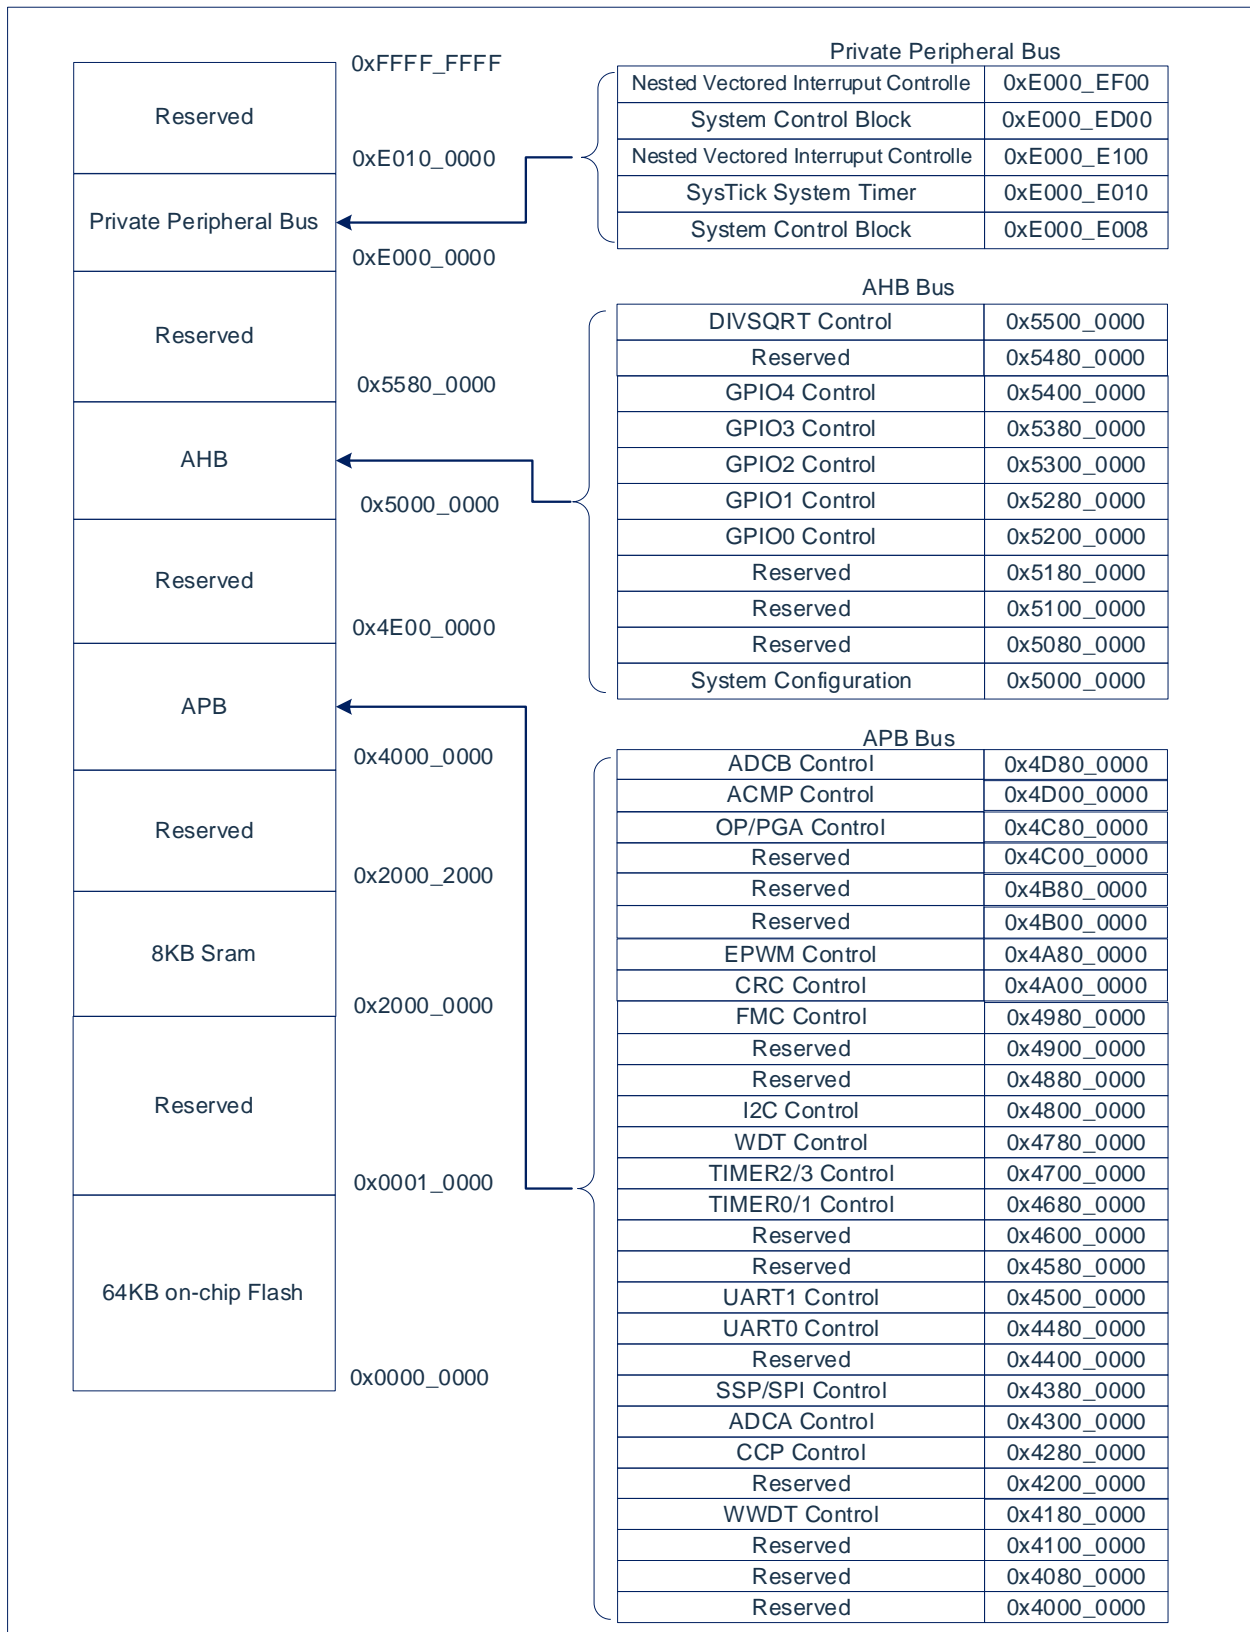 0xFFFF_FFFF
Reserved
0xE010_0000
Private Peripheral Bus
0xE000_0000
Reserved
0x5580_0000
AHB
0x5000_0000
Reserved
0x4E00_0000
APB
0x4000_0000
Reserved
0x2000_2000
8KB Sram
0x2000_0000
Reserved
0x0001_0000
64KB on-chip Flash
0x0000_0000
Private Peripheral Bus
Nested Vectored Interruput Controlle 0xE000_EF00
System Control Block 0xE000_ED00
Nested Vectored Interruput Controlle 0xE000_E100
SysTick System Timer 0xE000_E010
System Control Block 0xE000_E008
AHB Bus
DIVSQRT Control 0x5500_0000
Reserved 0x5480_0000
GPIO4 Control 0x5400_0000
GPIO3 Control 0x5380_0000
GPIO2 Control 0x5300_0000
GPIO1 Control 0x5280_0000
GPIO0 Control 0x5200_0000
Reserved 0x5180_0000
Reserved 0x5100_0000
Reserved 0x5080_0000
System Configuration 0x5000_0000
APB Bus
ADCB Control 0x4D80_0000
ACMP Control 0x4D00_0000
OP/PGA Control 0x4C80_0000
Reserved 0x4C00_0000
Reserved 0x4B80_0000
Reserved 0x4B00_0000
EPWM Control 0x4A80_0000
CRC Control 0x4A00_0000
FMC Control 0x4980_0000
Reserved 0x4900_0000
Reserved 0x4880_0000
I2C Control 0x4800_0000
WDT Control 0x4780_0000
TIMER2/3 Control 0x4700_0000
TIMER0/1 Control 0x4680_0000
Reserved 0x4600_0000
Reserved 0x4580_0000
UART1 Control 0x4500_0000
UART0 Control 0x4480_0000
Reserved 0x4400_0000
SSP/SPI Control 0x4380_0000
ADCA Control 0x4300_0000
CCP Control 0x4280_0000
Reserved 0x4200_0000
WWDT Control 0x4180_0000
Reserved 0x4100_0000
Reserved 0x4080_0000
Reserved 0x4000_0000